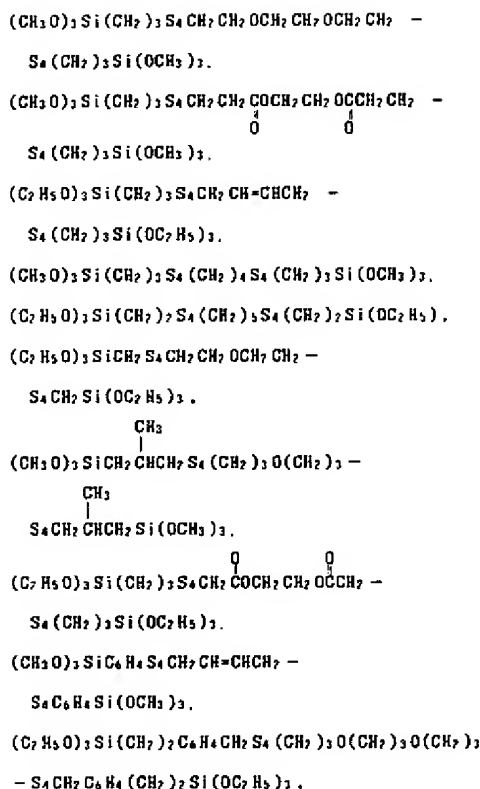 (CH₃O)₃Si(CH₂)₃S₄CH₂CH₂OCH₂CH₂OCH₂CH₂ –
S₄(CH₂)₃Si(OCH₃)₃.
(CH₃O)₃Si(CH₂)₃S₄CH₂CH₂COCH₂CH₂OCCH₂CH₂ –
O O
S₄(CH₂)₃Si(OCH₃)₃.
(C₂H₅O)₃Si(CH₂)₃S₄CH₂CH=CHCH₂ –
S₄(CH₂)₃Si(OC₂H₅)₃.
(CH₃O)₃Si(CH₂)₃S₄(CH₂)₄S₄(CH₂)₃Si(OCH₃)₃.
(C₂H₅O)₃Si(CH₂)₂S₄(CH₂)₅S₄(CH₂)₂Si(OC₂H₅),
(C₂H₅O)₃SiCH₂S₄CH₂CH₂OCH₂CH₂ –
S₄CH₂Si(OC₂H₅)₃.
CH₃
(CH₃O)₃SiCH₂CHCH₂S₄(CH₂)₃O(CH₂)₃ –
CH₃
S₄CH₂CHCH₂Si(OCH₃)₃.
O O
(C₂H₅O)₃Si(CH₂)₃S₄CH₂COCH₂CH₂OCCH₂ –
S₄(CH₂)₃Si(OC₂H₅)₃.
(CH₃O)₃SiC₆H₄S₄CH₂CH=CHCH₂ –
S₄C₆H₄Si(OCH₃)₃.
(C₂H₅O)₃Si(CH₂)₂C₆H₄CH₂S₄(CH₂)₃O(CH₂)₃O(CH₂)₃
– S₄CH₂C₆H₄(CH₂)₂Si(OC₂H₅)₃,